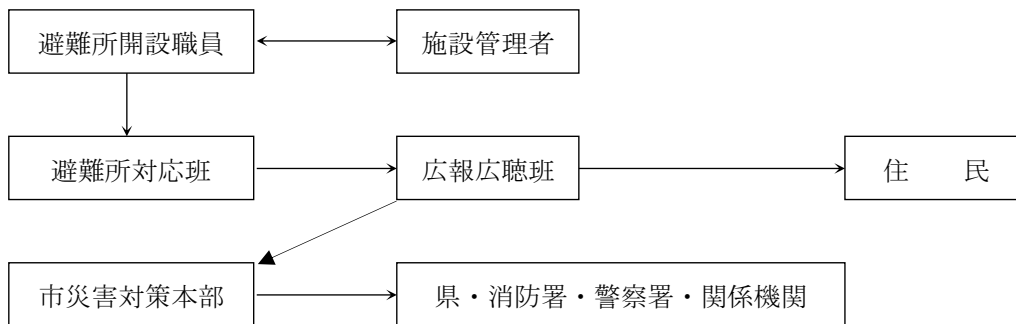 避難所開設職員
施設管理者
避難所対応班
広報広聴班
住　　民
市災害対策本部
県・消防署・警察署・関係機関